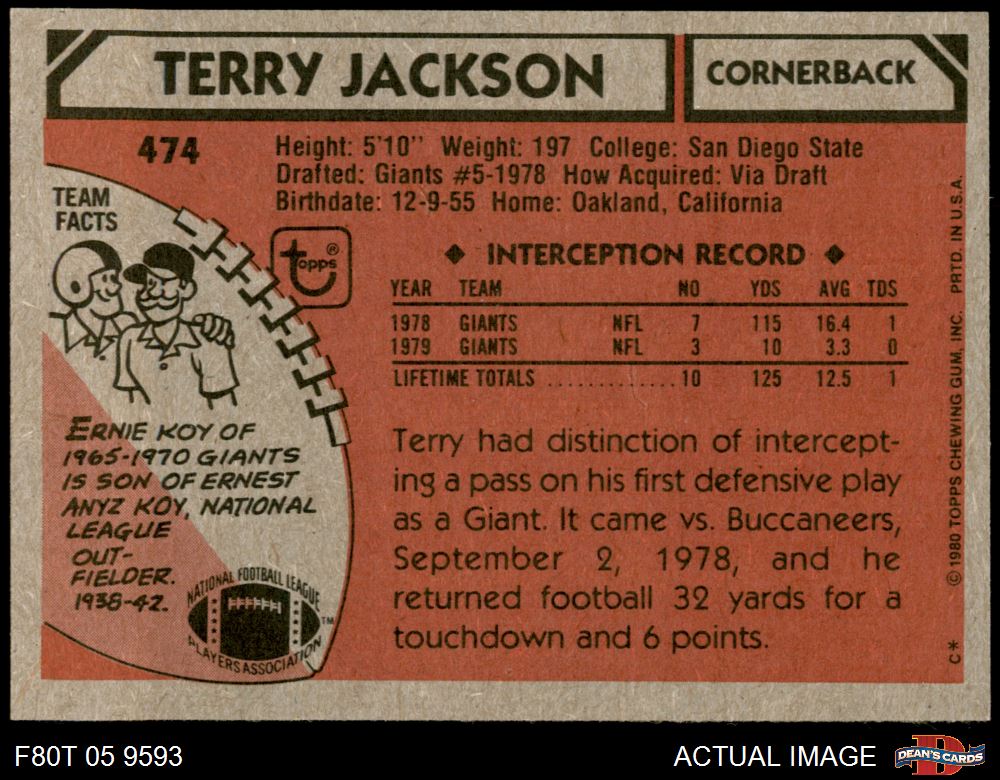 TERRY JACKSON
CORNERBACK
474
Height: 5'10" Weight: 197 College: San Diego State
Drafted: Giants #5-1978 How Acquired: Via Draft
Birthdate: 12-9-55 Home: Oakland, California
TEAM
FACTS
topps®
◆ INTERCEPTION RECORD ◆
YEAR TEAM NO YDS AVG TDS
1978 GIANTS NFL 7 115 16.4 1
1979 GIANTS NFL 3 10 3.3 0
LIFETIME TOTALS ............. 10 125 12.5 1
ERNIE KOY OF
1965-1970 GIANTS
IS SON OF ERNEST
ANYZ KOY, NATIONAL
LEAGUE
OUT-
FIELDER.
1938-42.
NATIONAL FOOTBALL LEAGUE
PLAYERS ASSOCIATION
TM
Terry had distinction of intercept-
ing a pass on his first defensive play
as a Giant. It came vs. Buccaneers,
September 2, 1978, and he
returned football 32 yards for a
touchdown and 6 points.
C* © 1980 TOPPS CHEWING GUM, INC. PRTD. IN U.S.A.
F80T 05 9593
ACTUAL IMAGE
D
DEAN'S CARDS